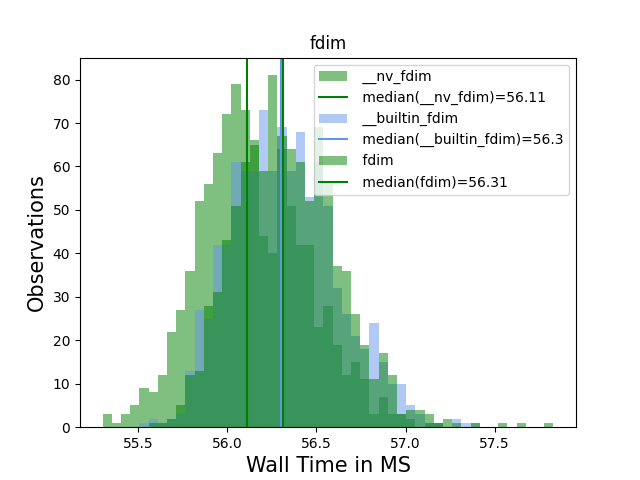 fdim
Observations
80
70
60
50
40
30
20
10
0
__nv_fdim
median(__nv_fdim)=56.11
__builtin_fdim
median(__builtin_fdim)=56.3
fdim
median(fdim)=56.31
55.5 56.0 56.5 57.0 57.5
Wall Time in MS